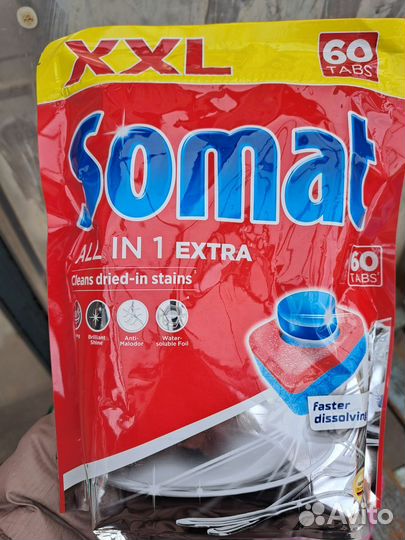 XXL
60
TABS
Somat
ALL IN 1 EXTRA
60
TABS
Cleans dried-in stains
Brilliant
Shine
Anti-
Malodor
Water-
soluble Foil
faster
dissolving
Avito